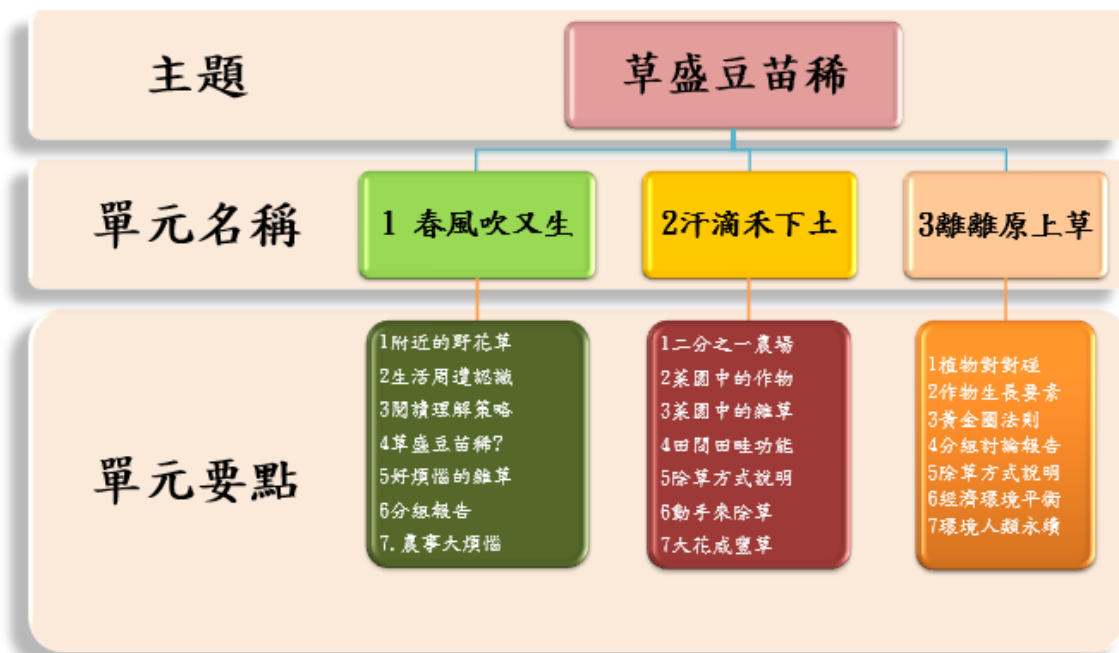 主題
草盛豆苗稀
單元名稱
1 春風吹又生
2汗滴禾下土
3離離原上草
單元要點
1附近的野花草
2生活周遭認識
3閱讀理解策略
4草盛豆苗稀?
5好煩惱的雜草
6分組報告
7. 農事大煩惱
1二分之一農場
2菜園中的作物
3菜園中的雜草
4田間田畦功能
5除草方式說明
6動手來除草
7大花咸豐草
1植物對對碰
2作物生長要素
3黃金圈法則
4分組討論報告
5除草方式說明
6經濟環境平衡
7環境人類永續